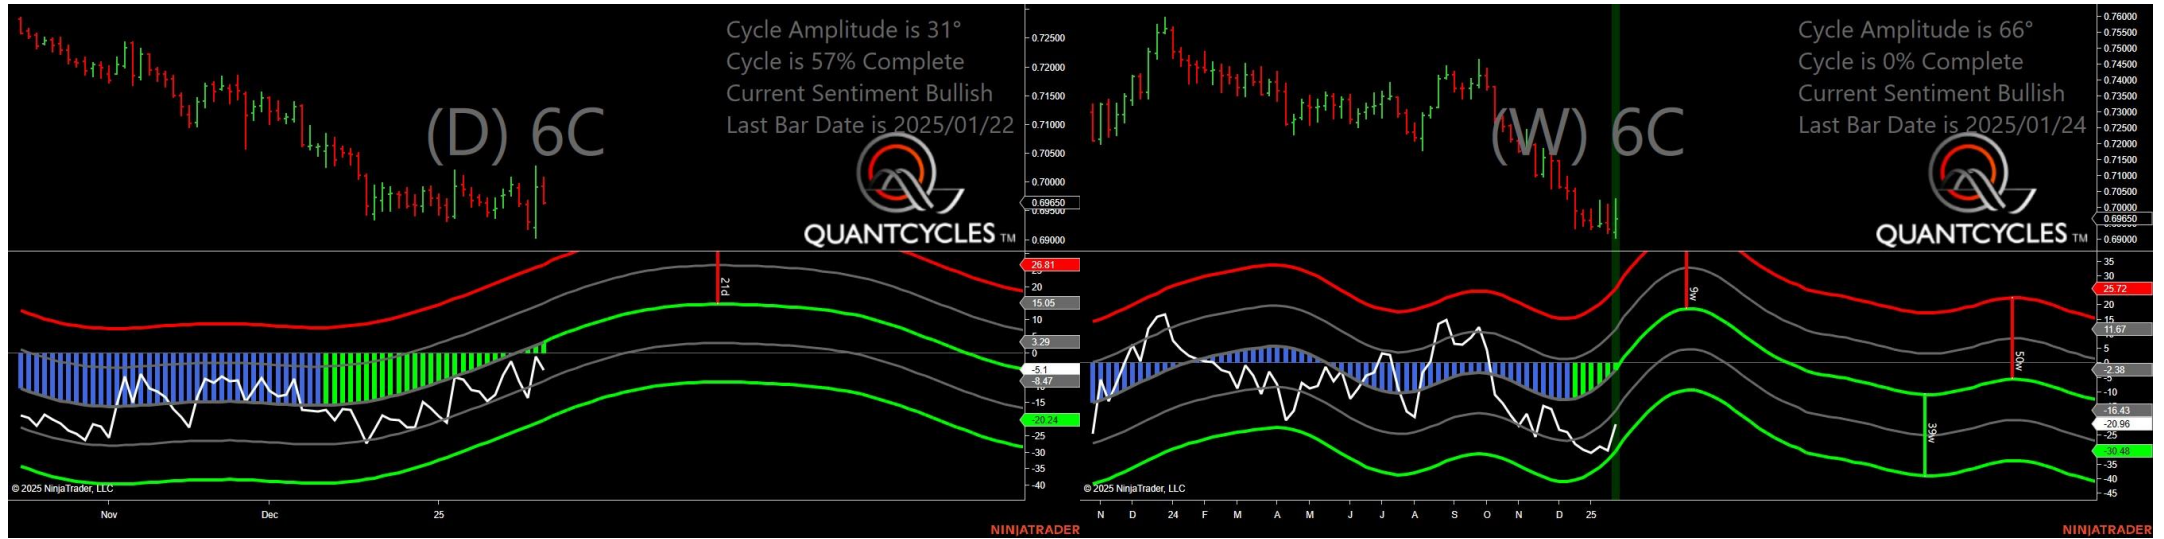 Cycle Amplitude is 31°
Cycle is 57% Complete
Current Sentiment Bullish
Last Bar Date is 2025/01/22
(D) 6C
QUANTCYCLES TM
0.72500
0.72000
0.71500
0.71000
0.70500
0.70000
0.69650
0.69500
0.69000
21d
26.81
20
15.05
10
5
3.29
0
-5.1
-8.47
-15
-20.24
-25
-30
-35
-40
© 2025 NinjaTrader, LLC
Nov
Dec
25
NINJATRADER
Cycle Amplitude is 66°
Cycle is 0% Complete
Current Sentiment Bullish
Last Bar Date is 2025/01/24
(W) 6C
QUANTCYCLES TM
0.76000
0.75500
0.75000
0.74500
0.74000
0.73500
0.73000
0.72500
0.72000
0.71500
0.71000
0.70500
0.70000
0.69650
0.69000
9w
39w
50w
35
30
25.72
20
15
11.67
5
0
-2.38
-5
-10
-16.43
-20.96
-25
-30.48
-35
-40
-45
© 2025 NinjaTrader, LLC
N D 24 F M A M J J A S O N D 25
NINJATRADER